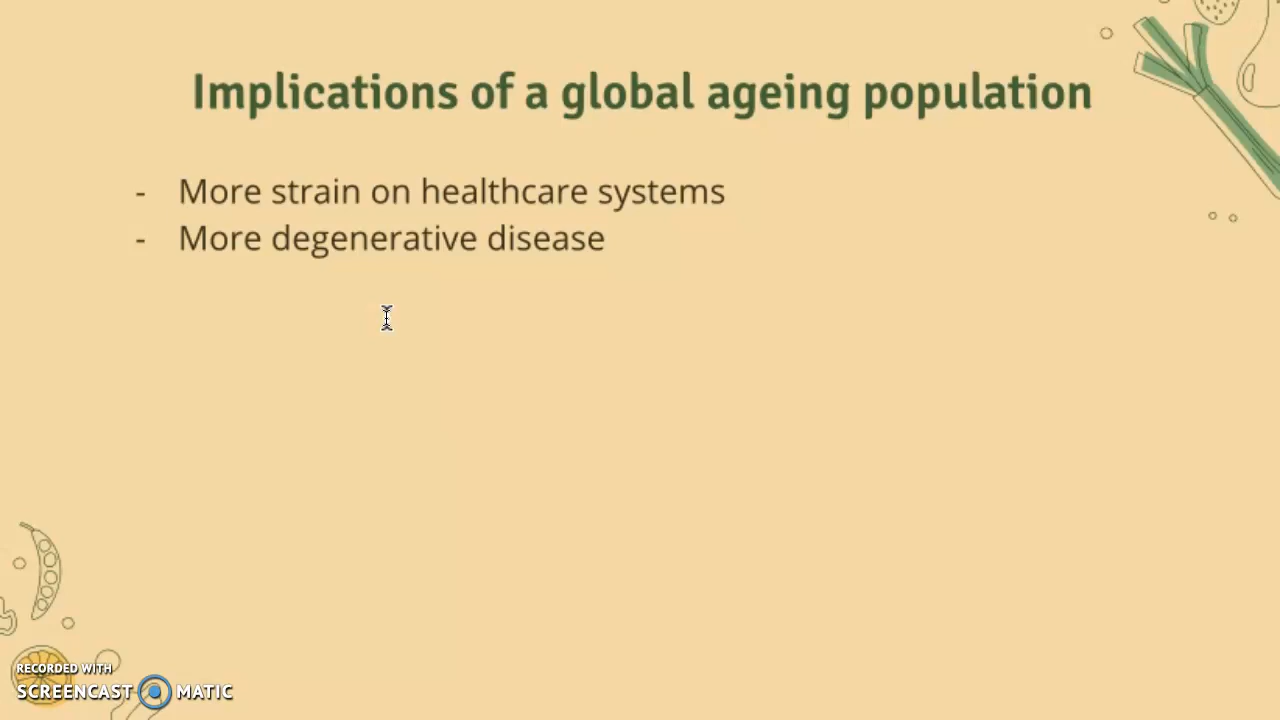 Implications of a global ageing population
- More strain on healthcare systems
- More degenerative disease
RECORDED WITH
SCREENCAST MATIC